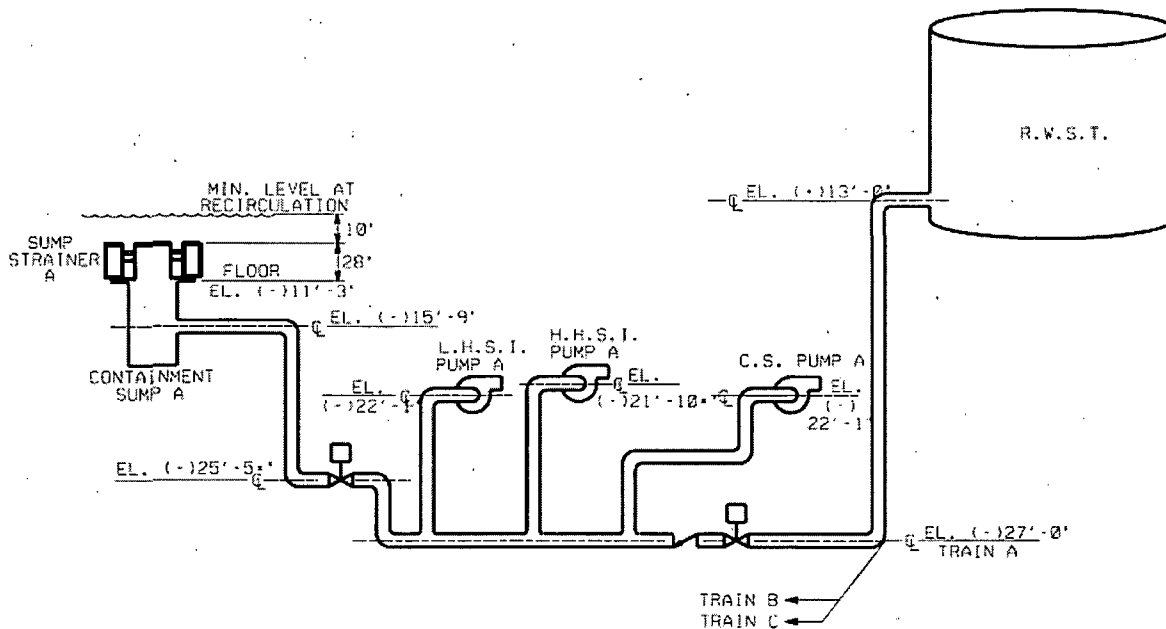 R.W.S.T.
MIN. LEVEL AT
RECIRCULATION
10'
28'
SUMP
STRAINER
A
FLOOR
EL. (-)11'-3'
EL. (+)13'-0'
EL. (-)15'-9'
CONTAINMENT
SUMP A
L.H.S.I.
PUMP A
EL.
(-)22'-1'
H.H.S.I.
PUMP A
EL.
(-)21'-10
C.S. PUMP A
EL.
(-)
22'-1'
EL. (-)25'-5
EL. (-)27'-0'
TRAIN A
TRAIN B
TRAIN C